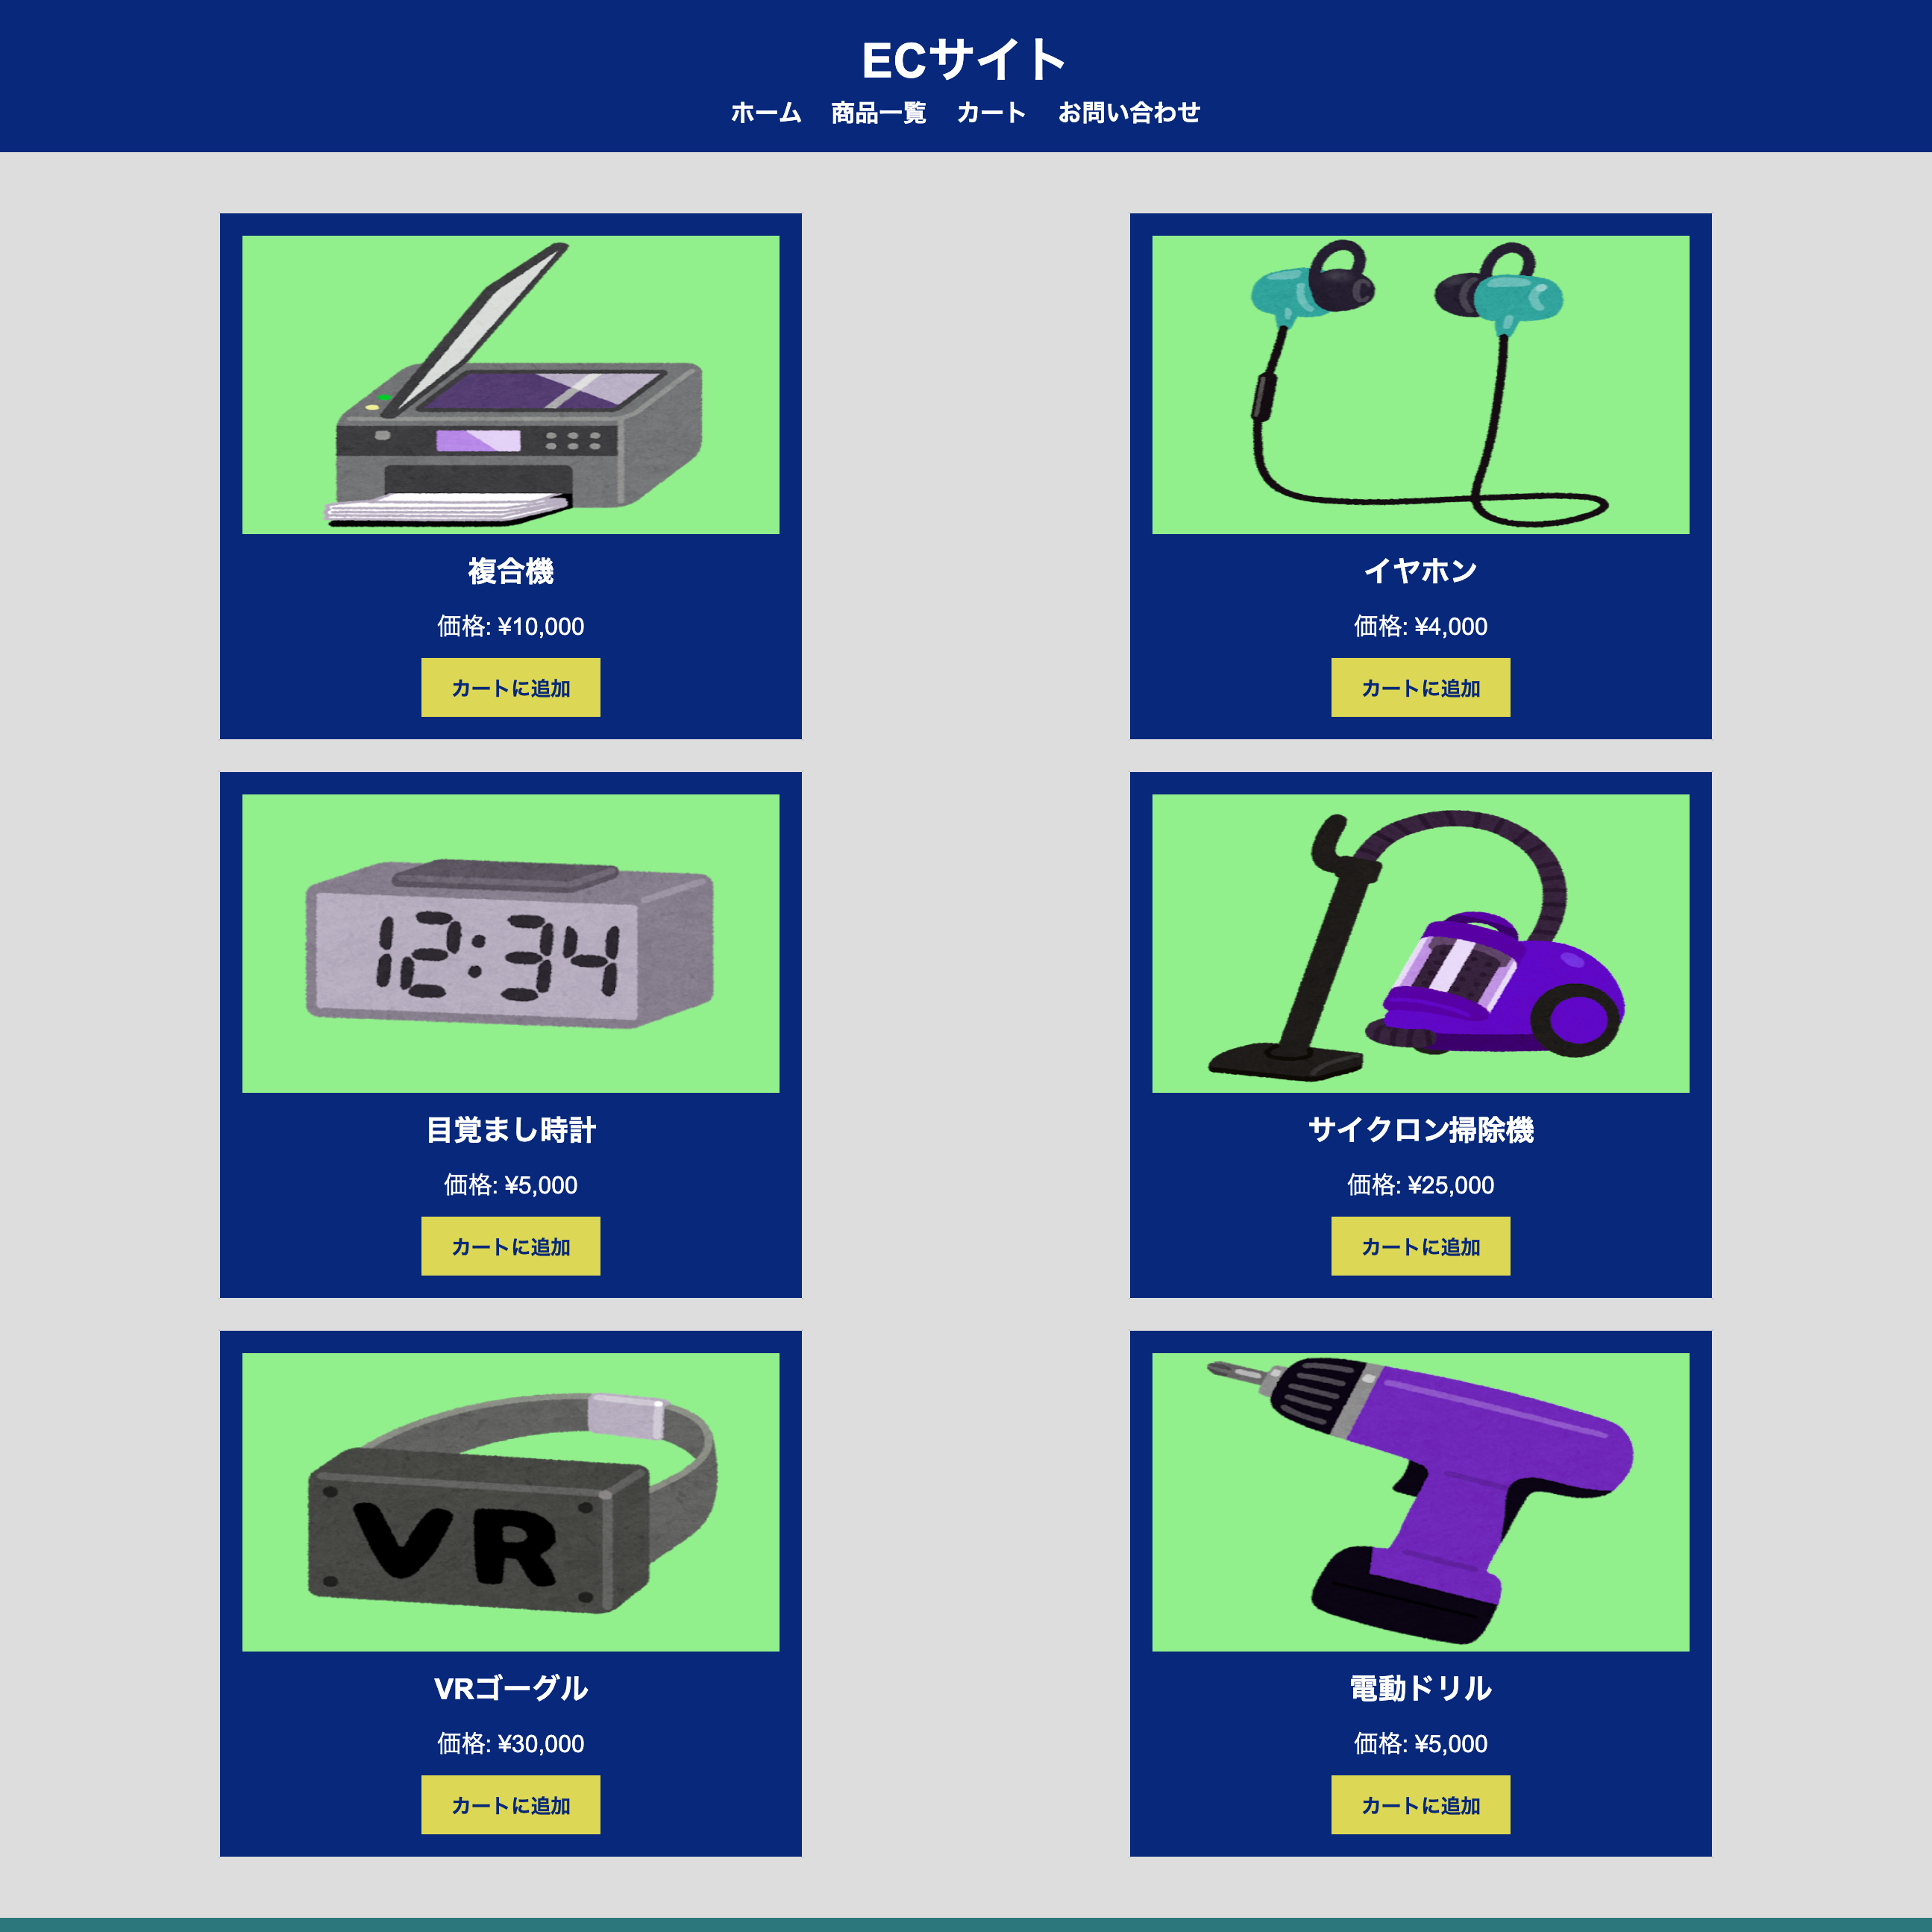 ECサイト
ホーム 商品一覧 カート お問い合わせ
複合機
価格: ¥10,000
カートに追加
イヤホン
価格: ¥4,000
カートに追加
12:34
目覚まし時計
価格: ¥5,000
カートに追加
サイクロン掃除機
価格: ¥25,000
カートに追加
VR
VRゴーグル
価格: ¥30,000
カートに追加
電動ドリル
価格: ¥5,000
カートに追加